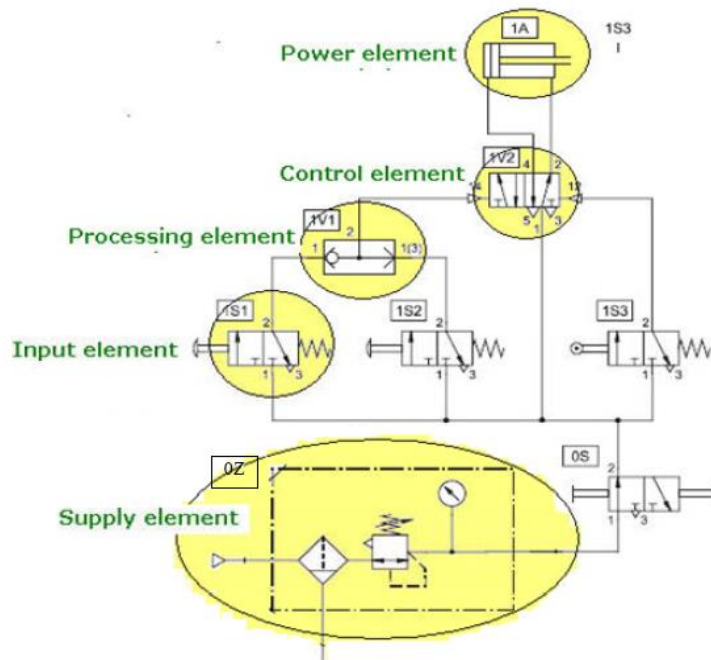 1A
1S3
Power element
1V2
4
2
Control element
14
12
5
3
1
1V1
2
Processing element
1
1(3)
1S1
1S2
1S3
2
2
2
Input element
1
3
1
3
1
3
0Z
0S
2
Supply element
1
3